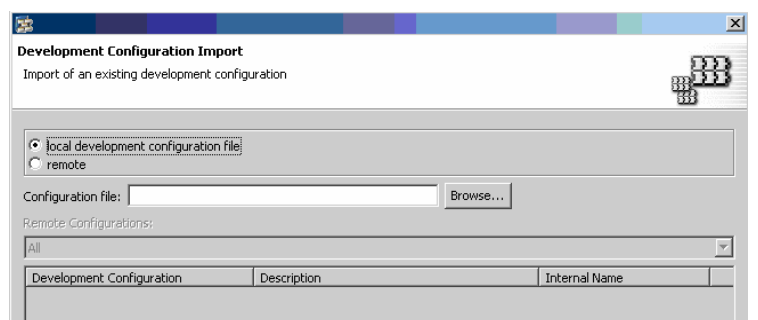 Development Configuration Import
Import of an existing development configuration
local development configuration file
remote
Configuration file:
Browse...
Remote Configurations:
All
Development Configuration Description Internal Name